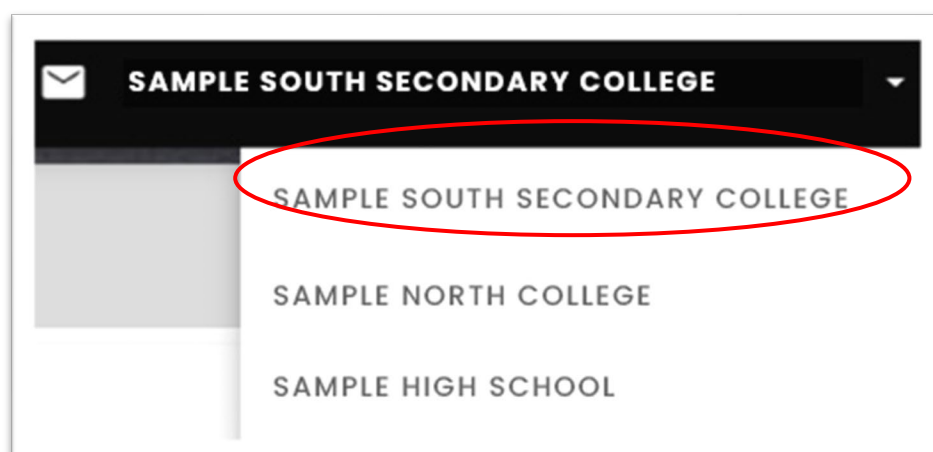 SAMPLE SOUTH SECONDARY COLLEGE
SAMPLE SOUTH SECONDARY COLLEGE
SAMPLE NORTH COLLEGE
SAMPLE HIGH SCHOOL